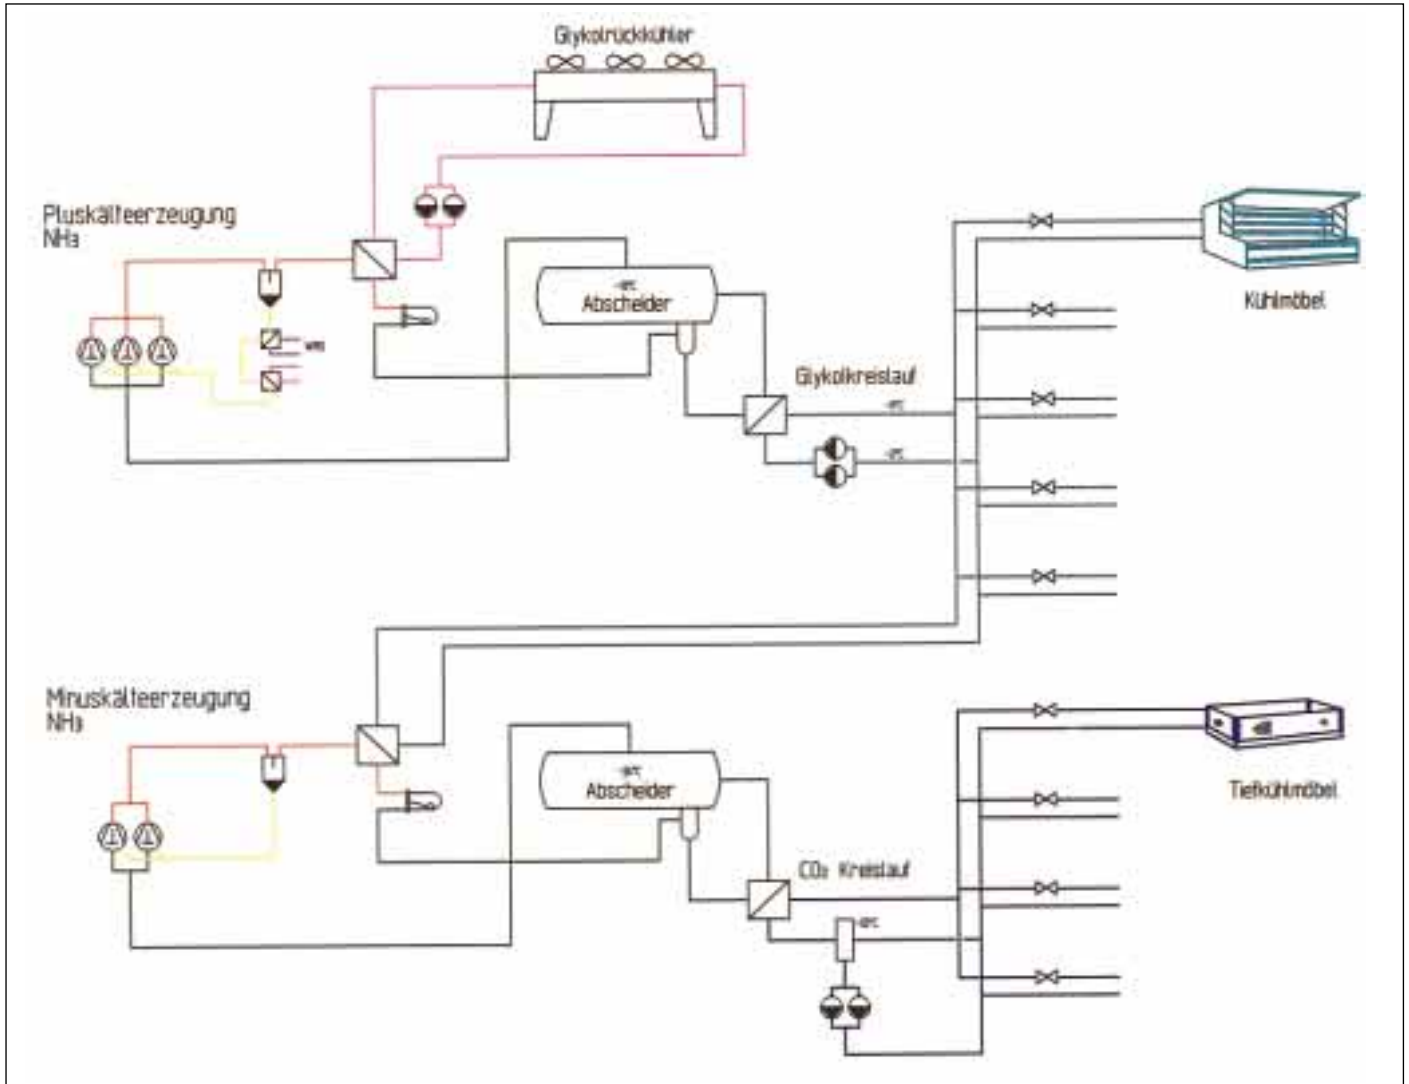 Glykolrückkühler
Pluskälteerzeugung
NH₃
Abscheider
Kühlmöbel
Glykolkreislauf
Minuskälteerzeugung
NH₃
Abscheider
Tiefkühlmöbel
CO₂ Kreislauf